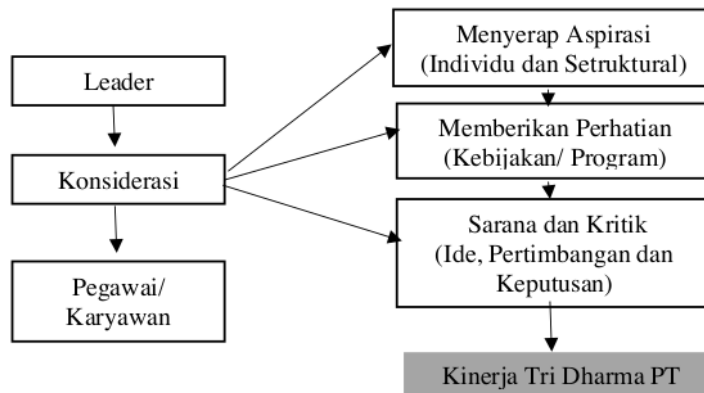 Leader
Konsiderasi
Pegawai/
Karyawan
Menyerap Aspirasi
(Individu dan Setruktural)
Memberikan Perhatian
(Kebijakan/ Program)
Sarana dan Kritik
(Ide, Pertimbangan dan
Keputusan)
Kinerja Tri Dharma PT